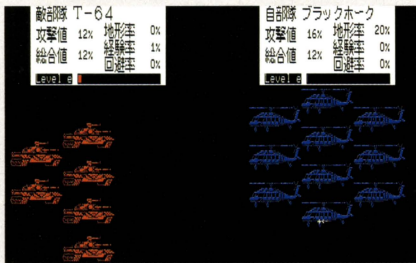 敵部隊 T-64
攻撃値 12% 地形率 0%
経験率 1%
総合値 12% 回避率 0%
Level e
自部隊 ブラックホーク
攻撃値 16% 地形率 20%
経験率 0%
総合値 12% 回避率 0%
Level e